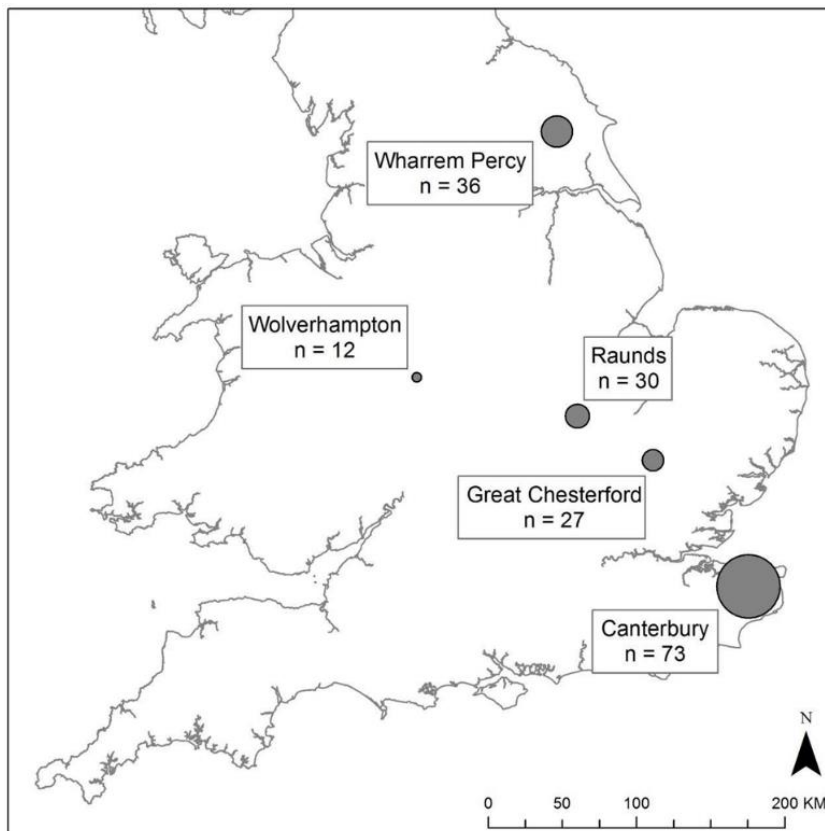 Wharrem Percy
n = 36
Wolverhampton
n = 12
Raunds
n = 30
Great Chesterford
n = 27
Canterbury
n = 73
N
0 50 100 200 KM